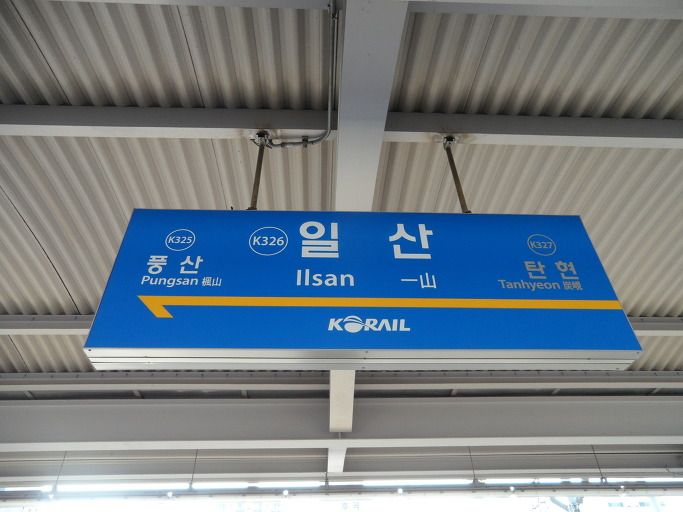 K325
풍산
Pungsan 楓山
K326
일 산
Ilsan 一山
K327
탄현
Tanhyeon 炭峴
KORAIL